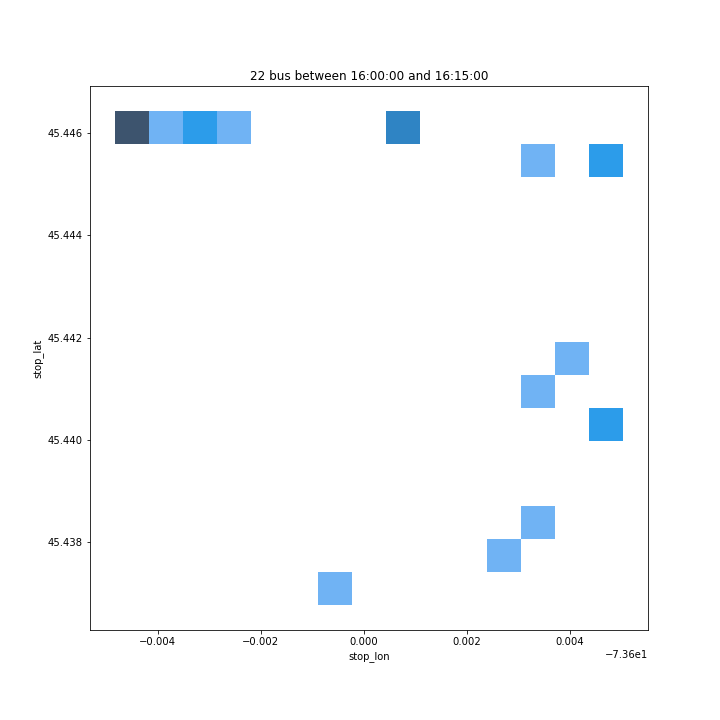 22 bus between 16:00:00 and 16:15:00
45.446
45.444
45.442
45.440
45.438
stop_lat
−0.004 −0.002 0.000 0.002 0.004
stop_lon
−7.36e1